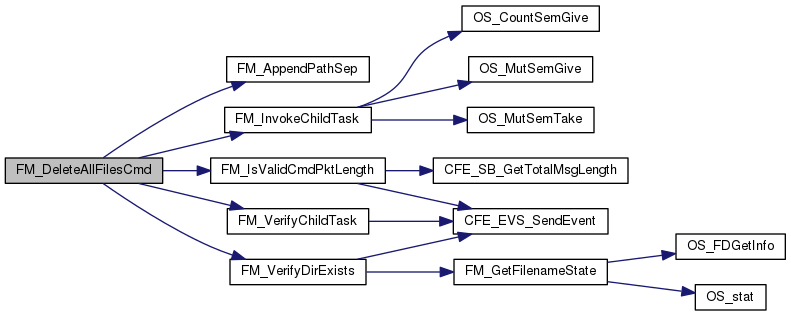 OS_CountSemGive
FM_AppendPathSep
OS_MutSemGive
FM_InvokeChildTask
OS_MutSemTake
FM_DeleteAllFilesCmd
FM_IsValidCmdPktLength
CFE_SB_GetTotalMsgLength
FM_VerifyChildTask
CFE_EVS_SendEvent
OS_FDGetInfo
FM_VerifyDirExists
FM_GetFilenameState
OS_stat